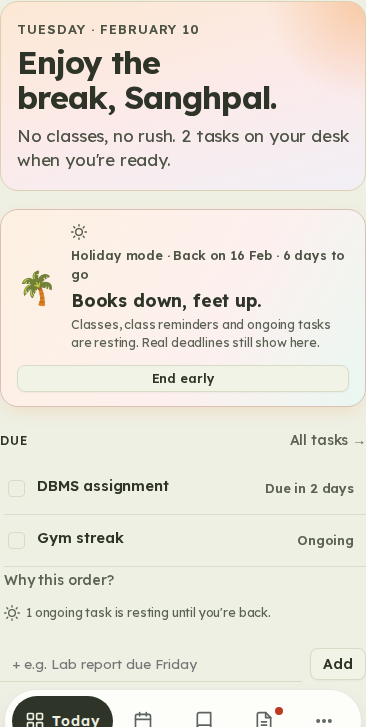 TUESDAY · FEBRUARY 10
Enjoy the
break, Sanghpal.
No classes, no rush. 2 tasks on your desk
when you're ready.
Holiday mode · Back on 16 Feb · 6 days to
go
Books down, feet up.
Classes, class reminders and ongoing tasks
are resting. Real deadlines still show here.
End early
DUE
All tasks →
DBMS assignment
Due in 2 days
Gym streak
Ongoing
Why this order?
1 ongoing task is resting until you're back.
+ e.g. Lab report due Friday
Add
Today